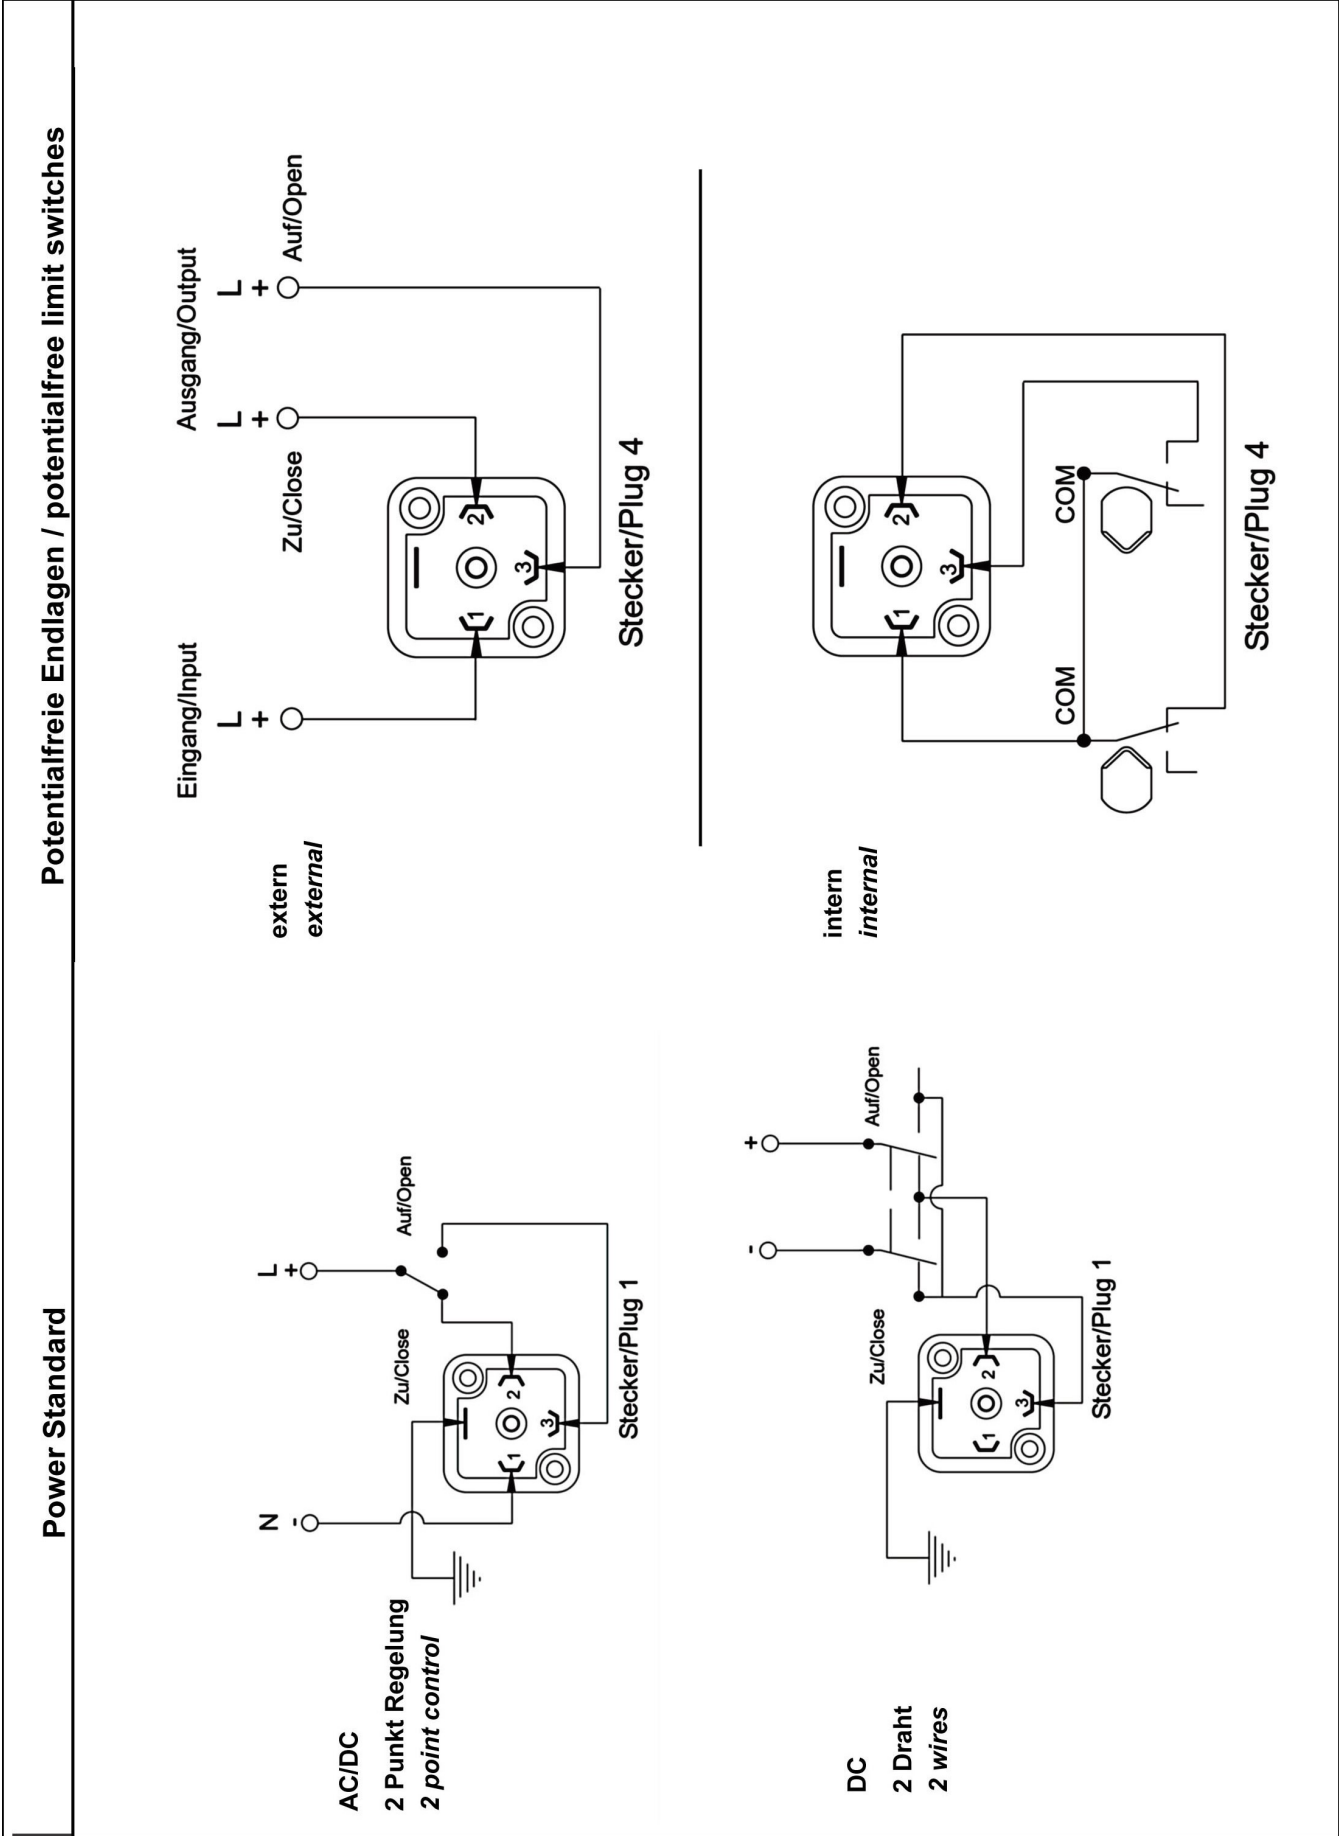 Power Standard
Potentialfreie Endlagen / potentialfree limit switches
AC/DC
2 Punkt Regelung
2 point control
N
-
L
+
Zu/Close
Auf/Open
1
2
3
Stecker/Plug 1
extern
external
Eingang/Input
Ausgang/Output
L
+
L
+
L
+
Zu/Close
Auf/Open
1
2
3
Stecker/Plug 4
DC
2 Draht
2 wires
-
+
Zu/Close
Auf/Open
1
2
3
Stecker/Plug 1
intern
internal
1
2
3
COM
COM
Stecker/Plug 4